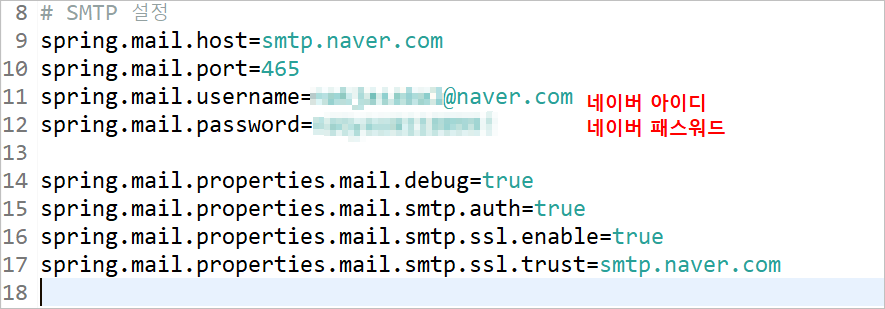 8 # SMTP 설정
9 spring.mail.host=smtp.naver.com
10 spring.mail.port=465
11 spring.mail.username=@naver.com 네이버 아이디
12 spring.mail.password= 네이버 패스워드
13
14 spring.mail.properties.mail.debug=true
15 spring.mail.properties.mail.smtp.auth=true
16 spring.mail.properties.mail.smtp.ssl.enable=true
17 spring.mail.properties.mail.smtp.ssl.trust=smtp.naver.com
18